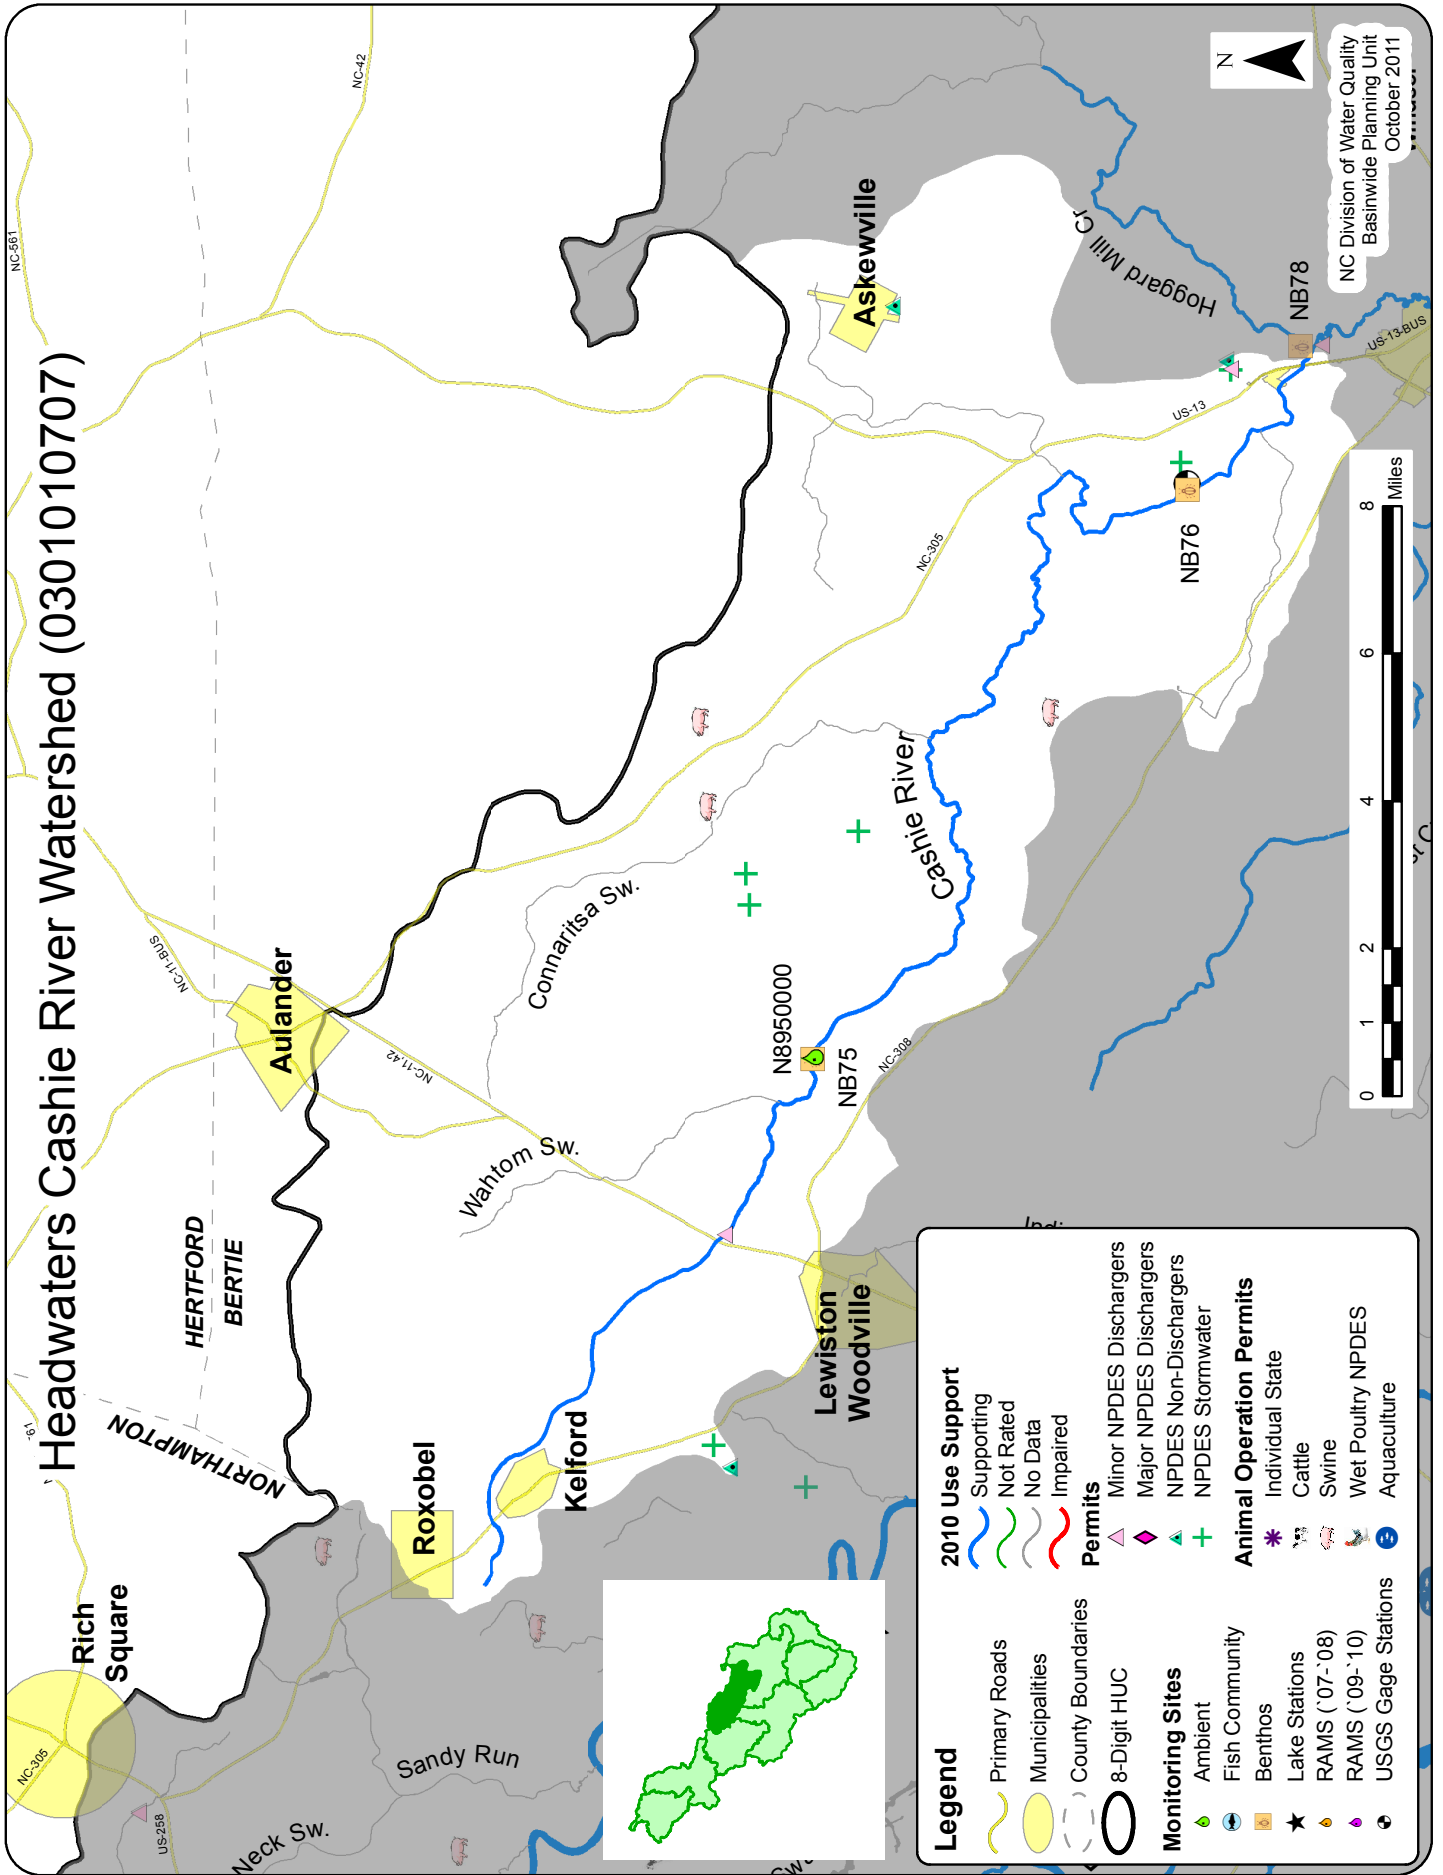 Headwaters Cashie River Watershed (0301010707)
NC-561
NC-42
NC-305
Rich
Square
US-258
NORTHAMPTON
HERTFORD
BERTIE
NC-11-BUS
Aulander
NC-11,42
Roxobel
Kelford
Lewiston
Woodville
Wahtom Sw.
Connaritsa Sw.
N8950000
NB75
NC-308
Cashie River
NC-305
Askewville
Hoggard Mill Cr
US-13
NB76
NB78
US-13-BUS
Sandy Run
Neck Sw.
N
NC Division of Water Quality
Basinwide Planning Unit
October 2011
0 1 2 4 6 8
Miles
Legend
Primary Roads
Municipalities
County Boundaries
8-Digit HUC
Monitoring Sites
Ambient
Fish Community
Benthos
Lake Stations
RAMS (`07-`08)
RAMS (`09-`10)
USGS Gage Stations
2010 Use Support
Supporting
Not Rated
No Data
Impaired
Permits
Minor NPDES Dischargers
Major NPDES Dischargers
NPDES Non-Dischargers
NPDES Stormwater
Animal Operation Permits
Individual State
Cattle
Swine
Wet Poultry NPDES
Aquaculture